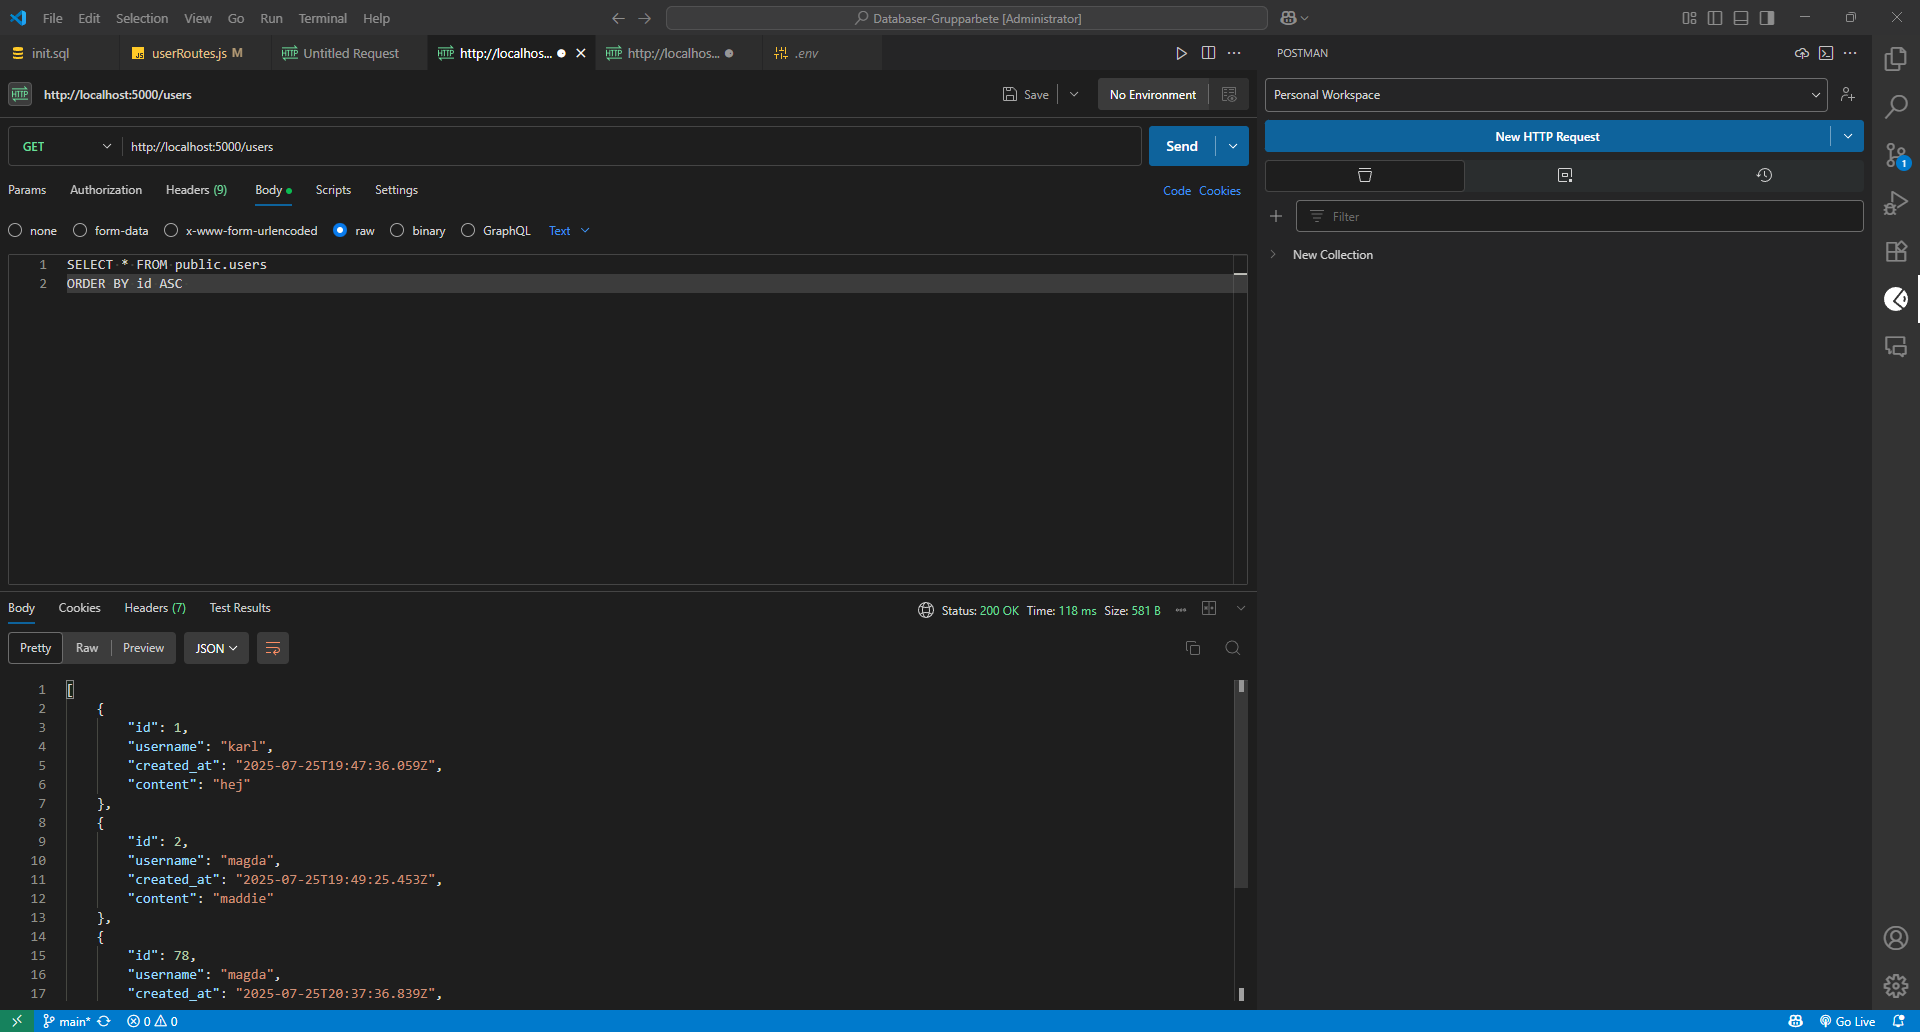 File Edit Selection View Go Run Terminal Help
Databaser-Grupparbete [Administrator]
init.sql
userRoutes.js M
Untitled Request
http://localhos...
http://localhos...
.env
POSTMAN
http://localhost:5000/users
Save
No Environment
Personal Workspace
GET
http://localhost:5000/users
Send
New HTTP Request
Params Authorization Headers (9) Body Scripts Settings
Code Cookies
none form-data x-www-form-urlencoded raw binary GraphQL Text
Filter
New Collection
1 SELECT * FROM public.users
2 ORDER BY id ASC
Body Cookies Headers (7) Test Results
Status: 200 OK Time: 118 ms Size: 581 B
Pretty Raw Preview JSON
1 [
2 {
3 "id": 1,
4 "username": "karl",
5 "created_at": "2025-07-25T19:47:36.059Z",
6 "content": "hej"
7 },
8 {
9 "id": 2,
10 "username": "magda",
11 "created_at": "2025-07-25T19:49:25.453Z",
12 "content": "maddie"
13 },
14 {
15 "id": 78,
16 "username": "magda",
17 "created_at": "2025-07-25T20:37:36.839Z",
1
main* 0 0
Go Live